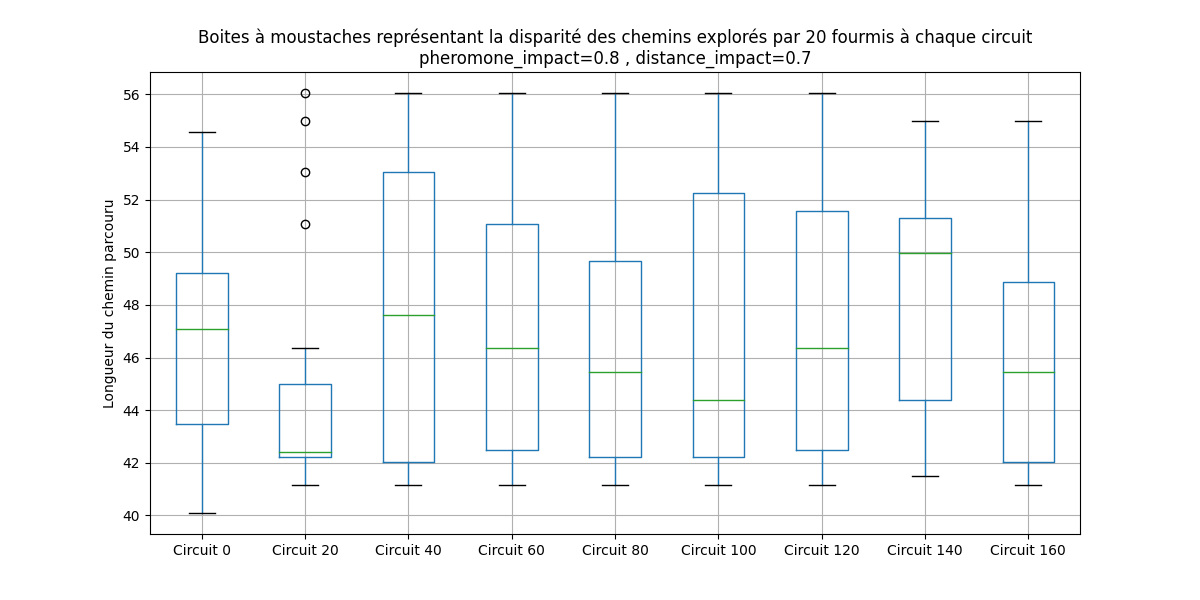 Boites à moustaches représentant la disparité des chemins explorés par 20 fourmis à chaque circuit
pheromone_impact=0.8 , distance_impact=0.7
Longueur du chemin parcouru
56
54
52
50
48
46
44
42
40
Circuit 0 Circuit 20 Circuit 40 Circuit 60 Circuit 80 Circuit 100 Circuit 120 Circuit 140 Circuit 160